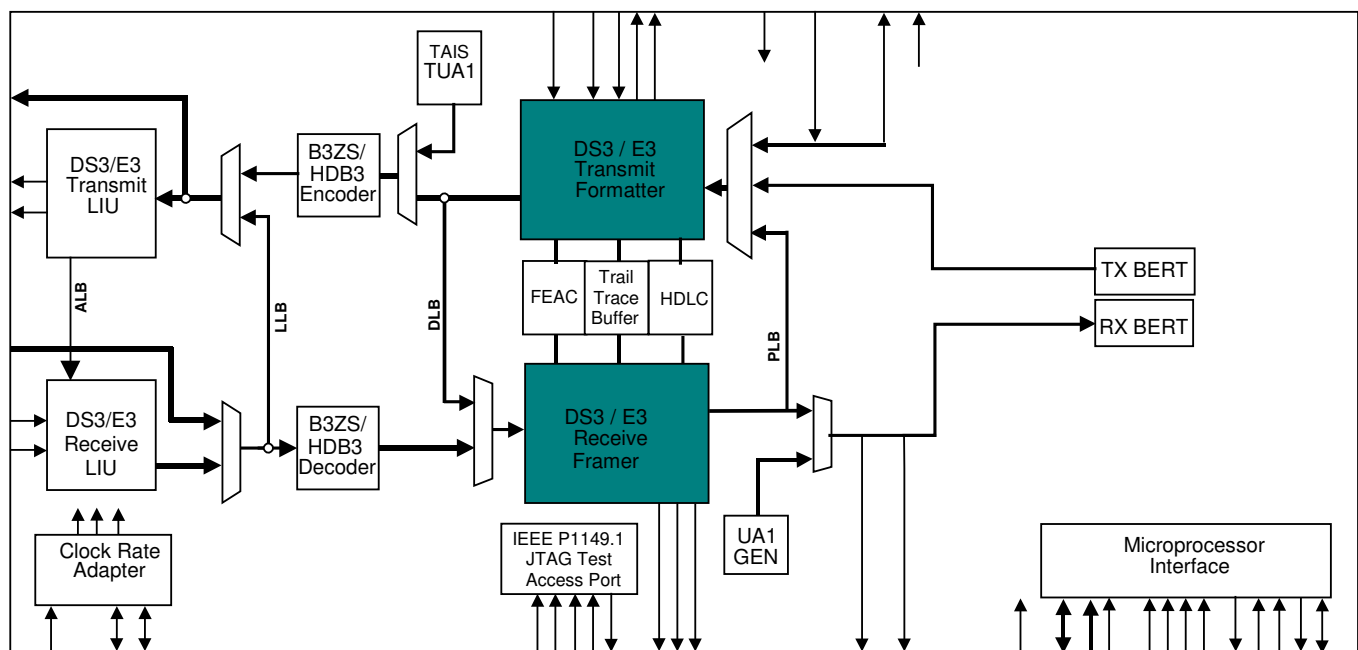 TAIS
TUA1
DS3/E3
Transmit
LIU
B3ZS/
HDB3
Encoder
DS3 / E3
Transmit
Formatter
FEAC
Trail
Trace
Buffer
HDLC
TX BERT
RX BERT
ALB
LLB
DLB
PLB
DS3/E3
Receive
LIU
B3ZS/
HDB3
Decoder
DS3 / E3
Receive
Framer
Clock Rate
Adapter
IEEE P1149.1
JTAG Test
Access Port
UA1
GEN
Microprocessor
Interface